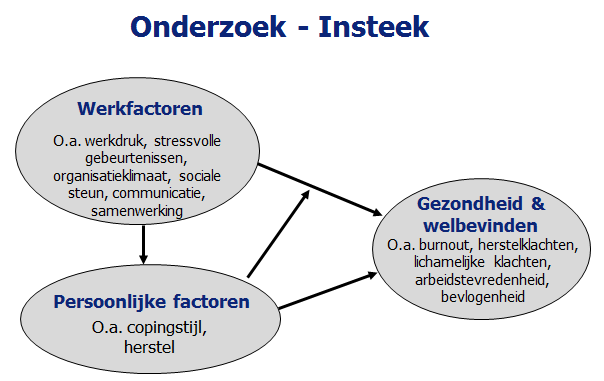 Onderzoek - Insteek
Werkfactoren
O.a. werkdruk, stressvolle
gebeurtenissen,
organisatieklimaat, sociale
steun, communicatie,
samenwerking
Gezondheid &
welbevinden
O.a. burnout, herstelklachten,
lichamelijke klachten,
arbeidstevredenheid,
bevlogenheid
Persoonlijke factoren
O.a. copingstijl,
herstel